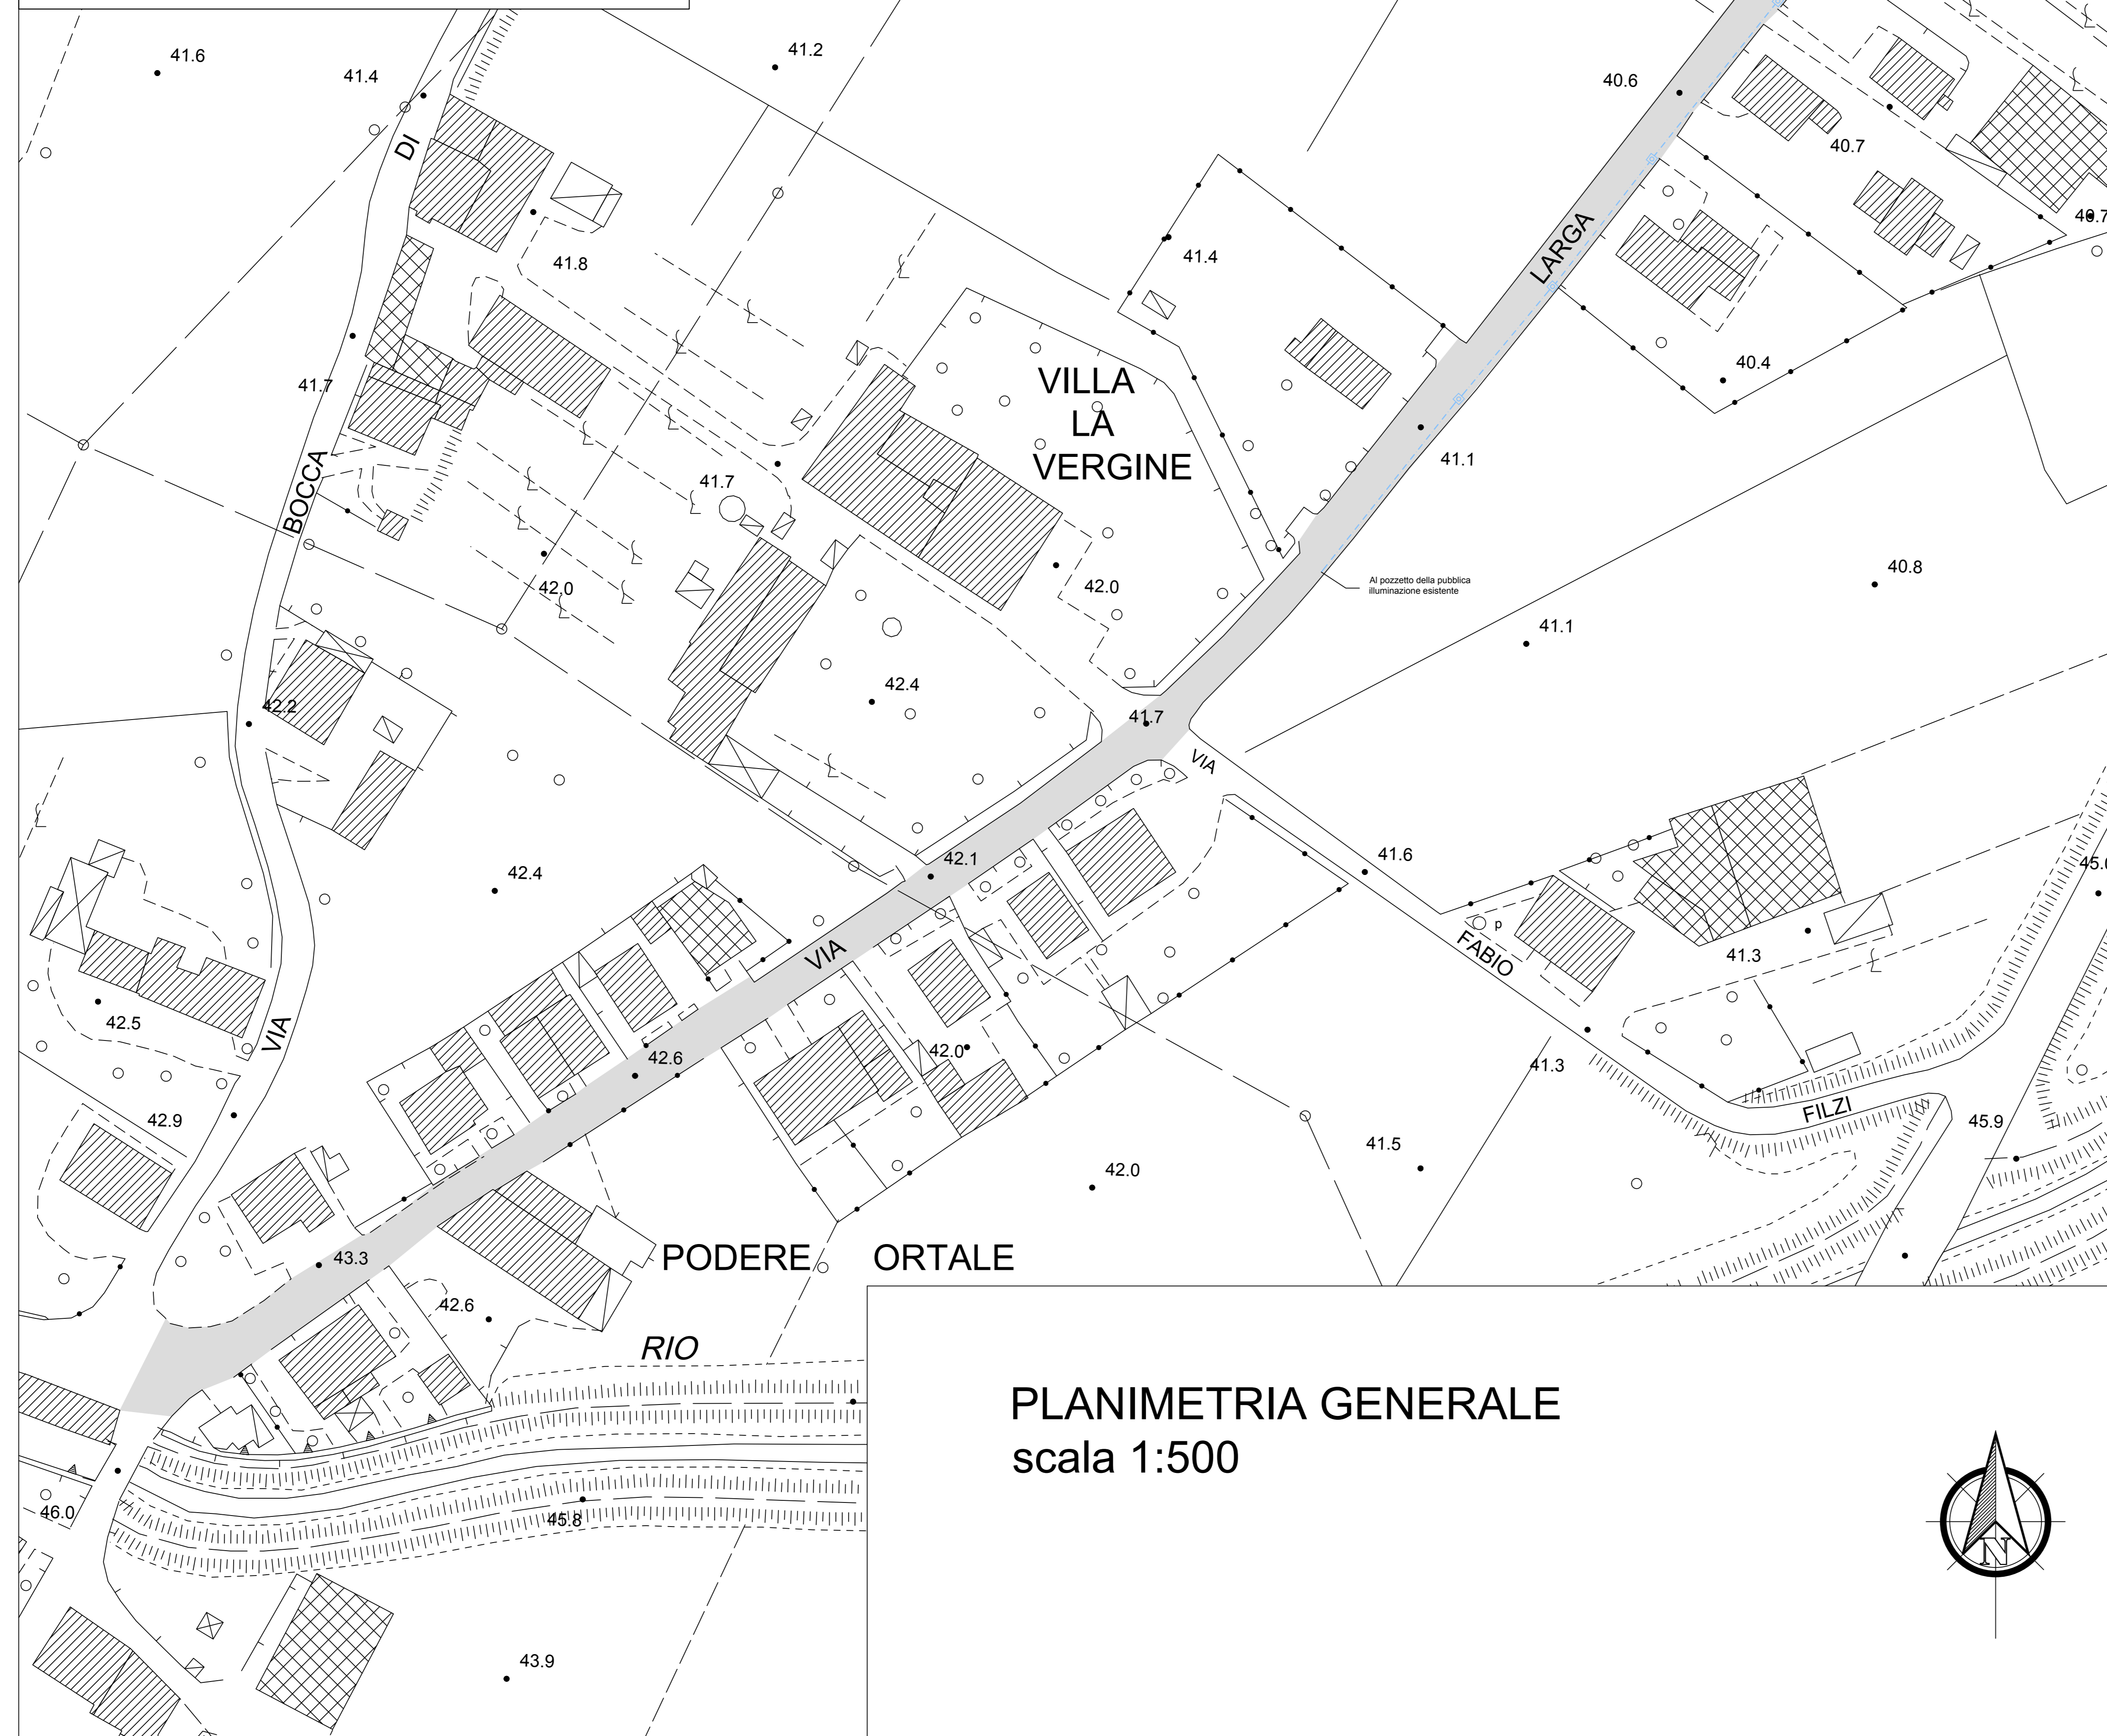 41.6
41.4
41.2
40.6
40.7
40.7
DI
41.8
41.4
LARGA
40.4
41.7
VILLA
LA
VERGINE
41.1
BOCCA
41.7
42.0
42.0
Al pozzetto della pubblica
illuminazione esistente
40.8
41.1
42.2
42.4
41.7
VIA
42.4
42.1
41.6
VIA
p
FABIO
41.3
42.5
VIA
42.6
42.0
41.3
42.9
FILZI
45.9
41.5
42.0
43.3
PODERE ORTALE
42.6
RIO
PLANIMETRIA GENERALE
scala 1:500
46.0
45.8
N
43.9